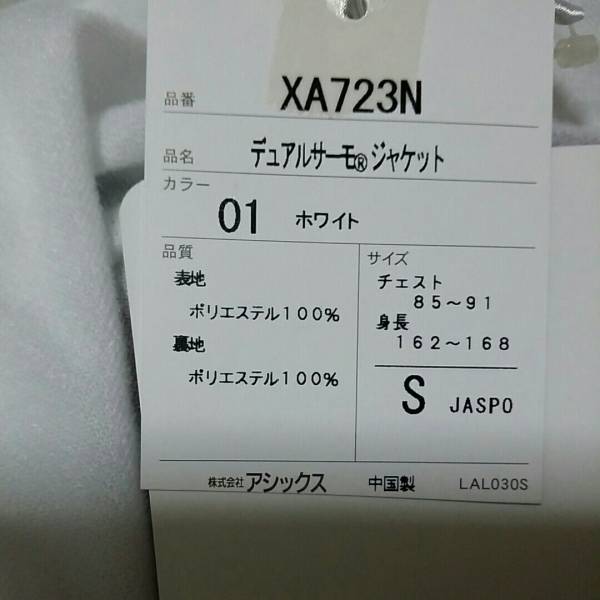 品番 XA723N
品名 デュアルサーモ®ジャケット
カラー
01 ホワイト
品質
表地
ポリエステル100%
裏地
ポリエステル100%
サイズ
チェスト
85～91
身長
162～168
S JASPO
株式会社アシックス 中国製 LAL030S